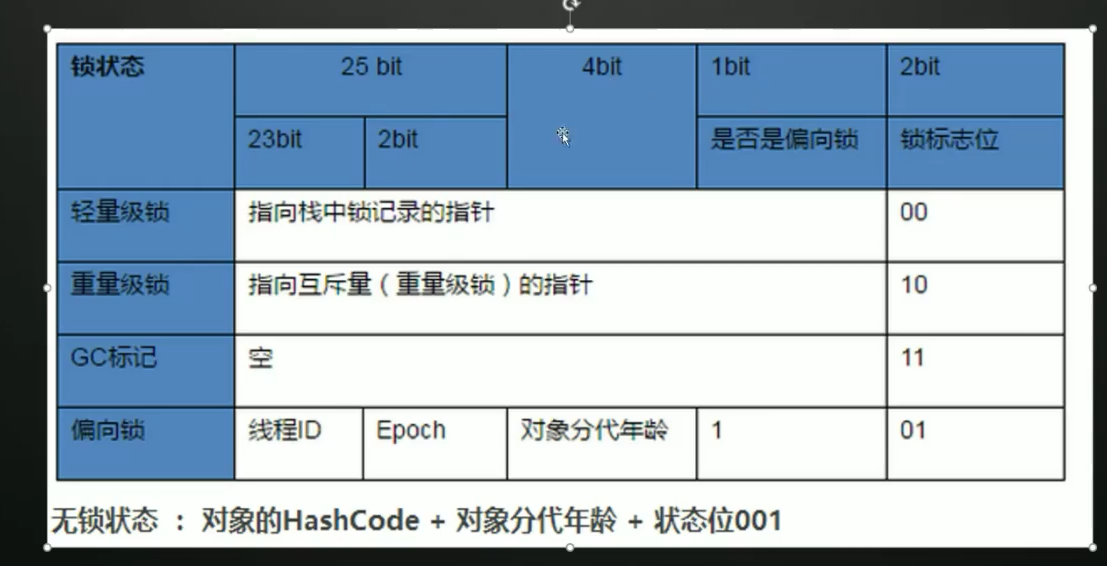 锁状态 25 bit 4bit 1bit 2bit
23bit 2bit 是否是偏向锁 锁标志位
轻量级锁 指向栈中锁记录的指针 00
重量级锁 指向互斥量（重量级锁）的指针 10
GC标记 空 11
偏向锁 线程ID Epoch 对象分代年龄 1 01
无锁状态 ： 对象的HashCode + 对象分代年龄 + 状态位001